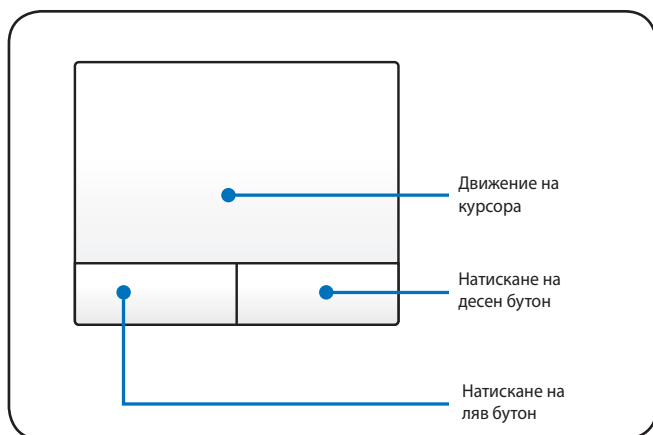 Движение на
курсора
Натискане на
десен бутон
Натискане на
ляв бутон